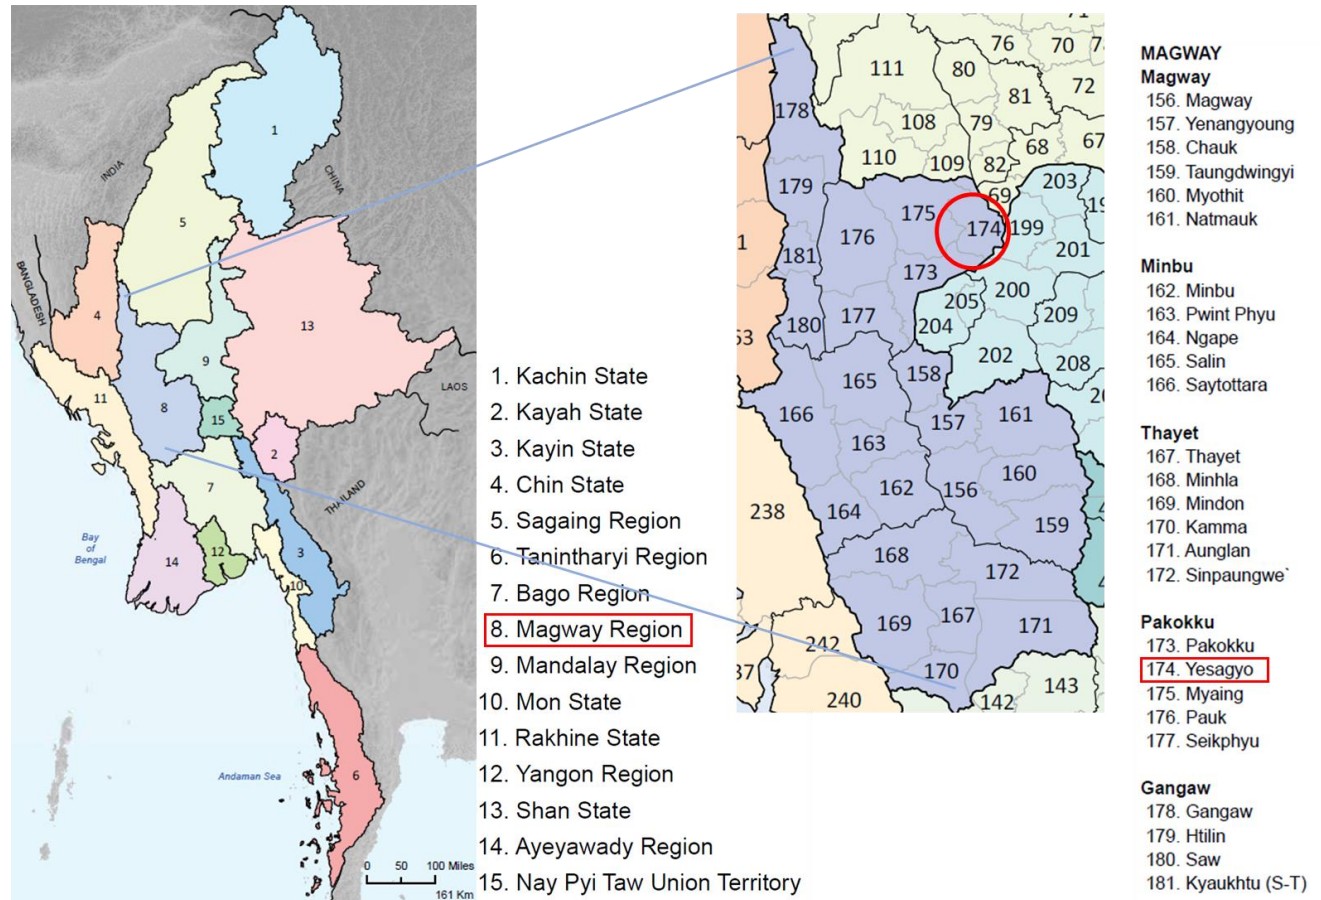 INDIA
CHINA
BANGLADESH
LAOS
THAILAND
Bay
of
Bengal
Andaman Sea
1
5
4
13
9
8
11
15
2
7
12
3
14
10
6
0 50 100 Miles
161 Km
1. Kachin State
2. Kayah State
3. Kayin State
4. Chin State
5. Sagaing Region
6. Tanintharyi Region
7. Bago Region
8. Magway Region
9. Mandalay Region
10. Mon State
11. Rakhine State
12. Yangon Region
13. Shan State
14. Ayeyawady Region
15. Nay Pyi Taw Union Territory
71
76 70
111 80
72
81
178
108 79
68 67
110 109 82
179
69 203
175
174 199
176
201
181
173
205 200
180 177 204 209
202 208
165 158
166 157 161
163
160
162 156
238 164 159
168
172
169 167 171
242
170
240 142 143
MAGWAY
Magway
156. Magway
157. Yenangyoung
158. Chauk
159. Taungdwingyi
160. Myothit
161. Natmauk
Minbu
162. Minbu
163. Pwint Phyu
164. Ngape
165. Salin
166. Saytottara
Thayet
167. Thayet
168. Minhla
169. Mindon
170. Kamma
171. Aunglan
172. Sinpaungwe`
Pakokku
173. Pakokku
174. Yesagyo
175. Myaing
176. Pauk
177. Seikphyu
Gangaw
178. Gangaw
179. Htilin
180. Saw
181. Kyaukhtu (S-T)